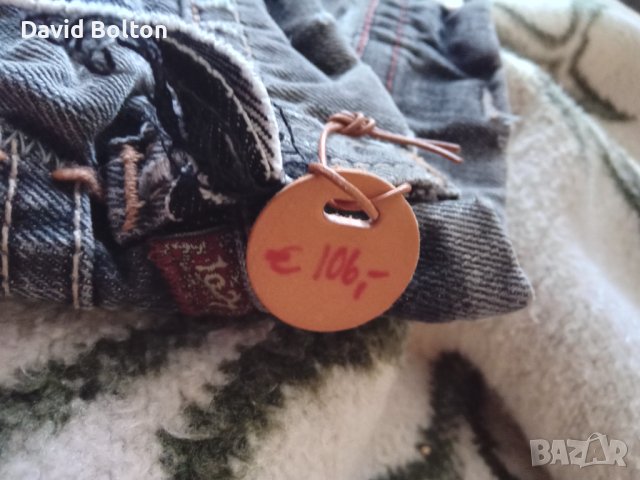 David Bolton
€ 106,-
BAZAR